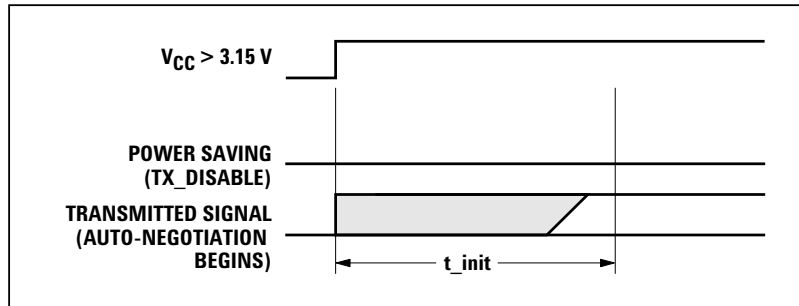 V_CC > 3.15 V
POWER SAVING
(TX_DISABLE)
TRANSMITTED SIGNAL
(AUTO-NEGOTIATION
BEGINS)
t_init